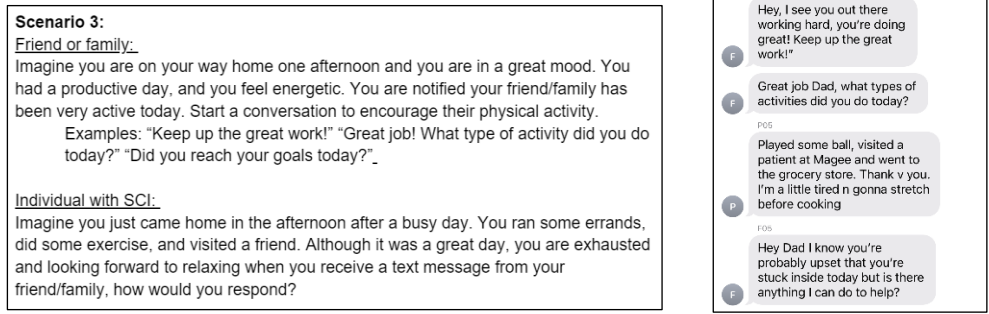 Scenario 3:
Friend or family:
Imagine you are on your way home one afternoon and you are in a great mood. You
had a productive day, and you feel energetic. You are notified your friend/family has
been very active today. Start a conversation to encourage their physical activity.
Examples: “Keep up the great work!” “Great job! What type of activity did you do
today?” “Did you reach your goals today?”
Individual with SCI:
Imagine you just came home in the afternoon after a busy day. You ran some errands,
did some exercise, and visited a friend. Although it was a great day, you are exhausted
and looking forward to relaxing when you receive a text message from your
friend/family, how would you respond?
Hey, I see you out there
working hard, you’re doing
great! Keep up the great
work!”
F
Great job Dad, what types of
activities did you do today?
F
P05
Played some ball, visited a
patient at Magee and went to
the grocery store. Thank v you.
I’m a little tired n gonna stretch
before cooking
P
F05
Hey Dad I know you’re
probably upset that you’re
stuck inside today but is there
anything I can do to help?
F